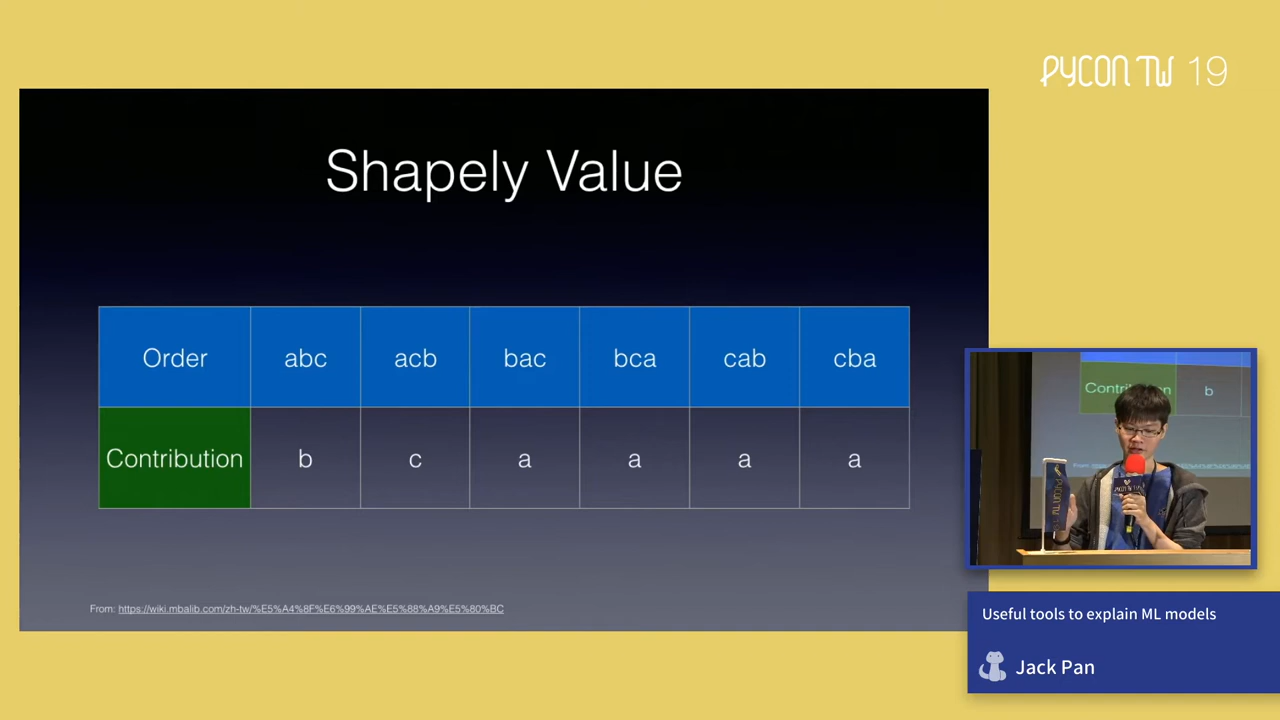 PYCON TW 19
Shapely Value
Order abc acb bac bca cab cba
Contribution b c a a a a
From: https://wiki.mbalib.com/zh-tw/%E5%A4%8F%E6%99%AE%E5%88%A9%E5%80%BC
b
PYCON TW
Useful tools to explain ML models
Jack Pan